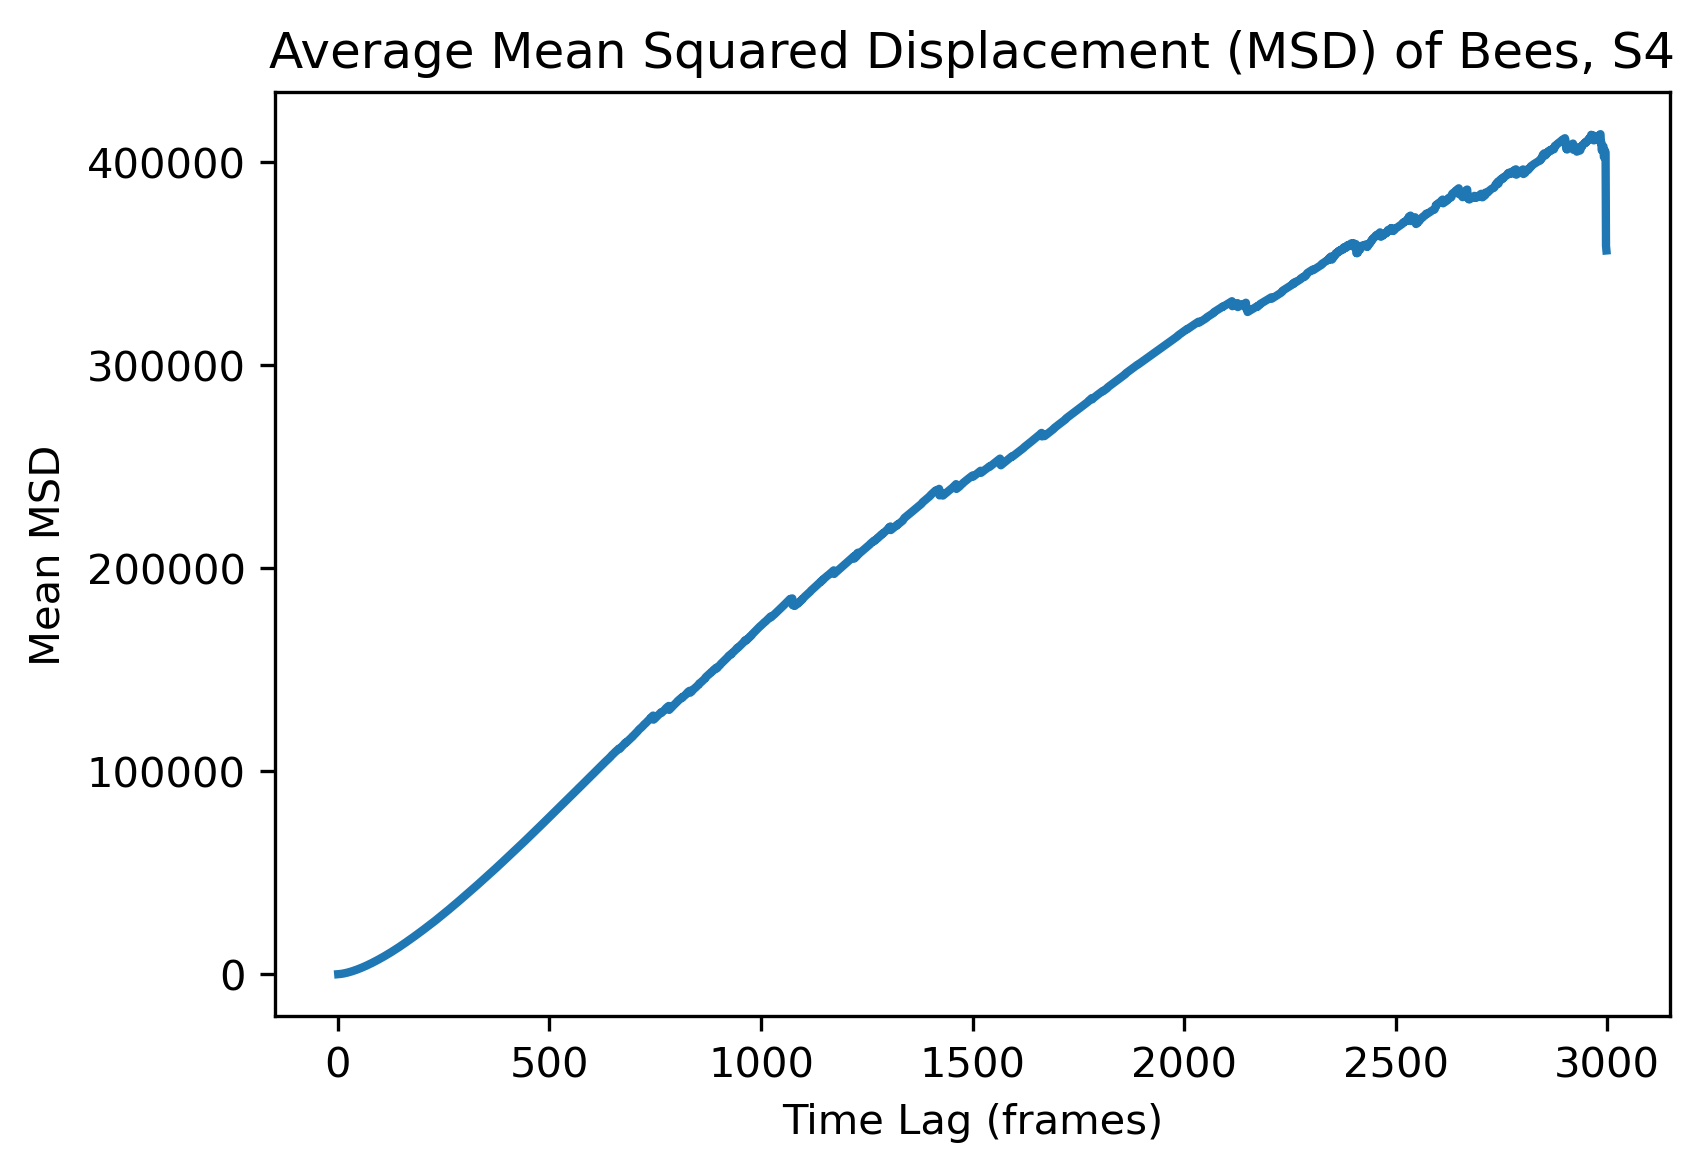 Average Mean Squared Displacement (MSD) of Bees, S4
400000
300000
200000
100000
0
Mean MSD
0 500 1000 1500 2000 2500 3000
Time Lag (frames)